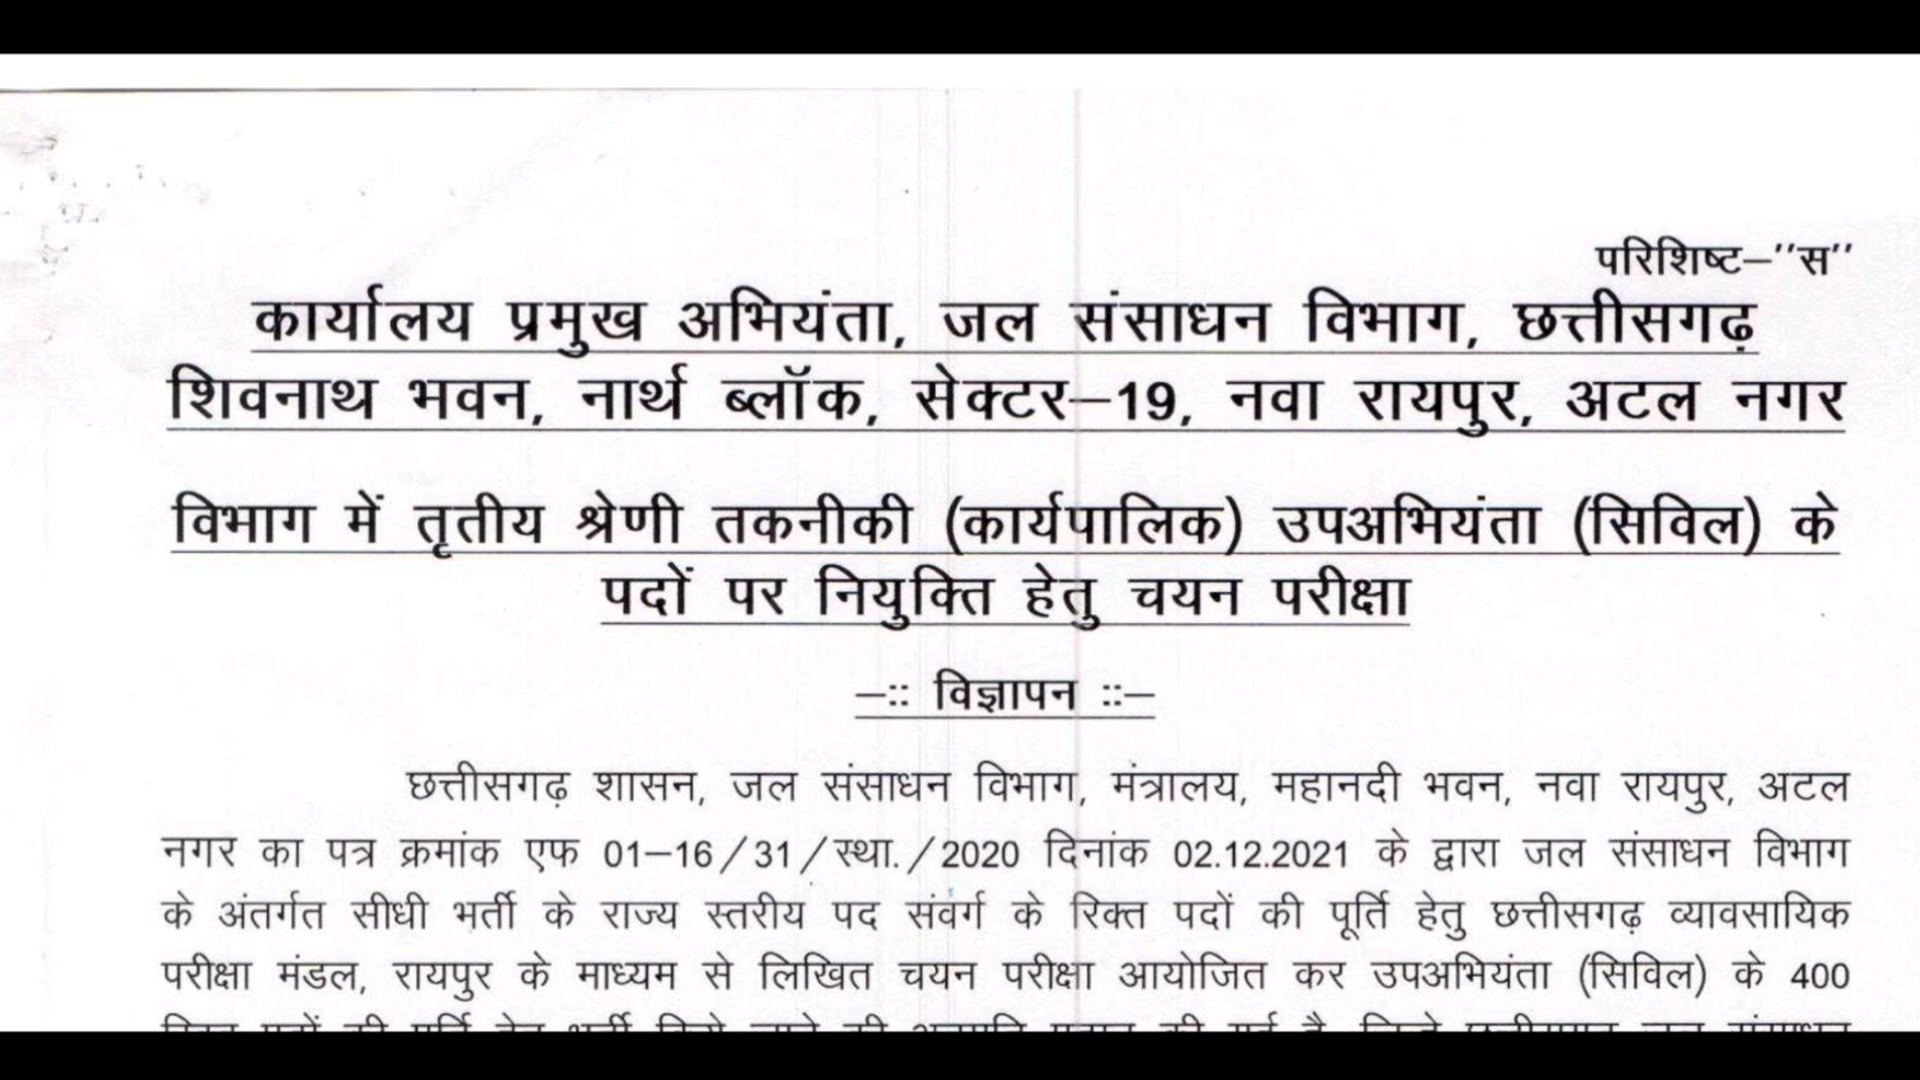 परिशिष्ट–''स''
कार्यालय प्रमुख अभियंता, जल संसाधन विभाग, छत्तीसगढ़
शिवनाथ भवन, नार्थ ब्लॉक, सेक्टर–19, नवा रायपुर, अटल नगर
विभाग में तृतीय श्रेणी तकनीकी (कार्यपालिक) उपअभियंता (सिविल) के
पदों पर नियुक्ति हेतु चयन परीक्षा
–:: विज्ञापन ::–
छत्तीसगढ़ शासन, जल संसाधन विभाग, मंत्रालय, महानदी भवन, नवा रायपुर, अटल
नगर का पत्र क्रमांक एफ 01–16/31/स्था./2020 दिनांक 02.12.2021 के द्वारा जल संसाधन विभाग
के अंतर्गत सीधी भर्ती के राज्य स्तरीय पद संवर्ग के रिक्त पदों की पूर्ति हेतु छत्तीसगढ़ व्यावसायिक
परीक्षा मंडल, रायपुर के माध्यम से लिखित चयन परीक्षा आयोजित कर उपअभियंता (सिविल) के 400